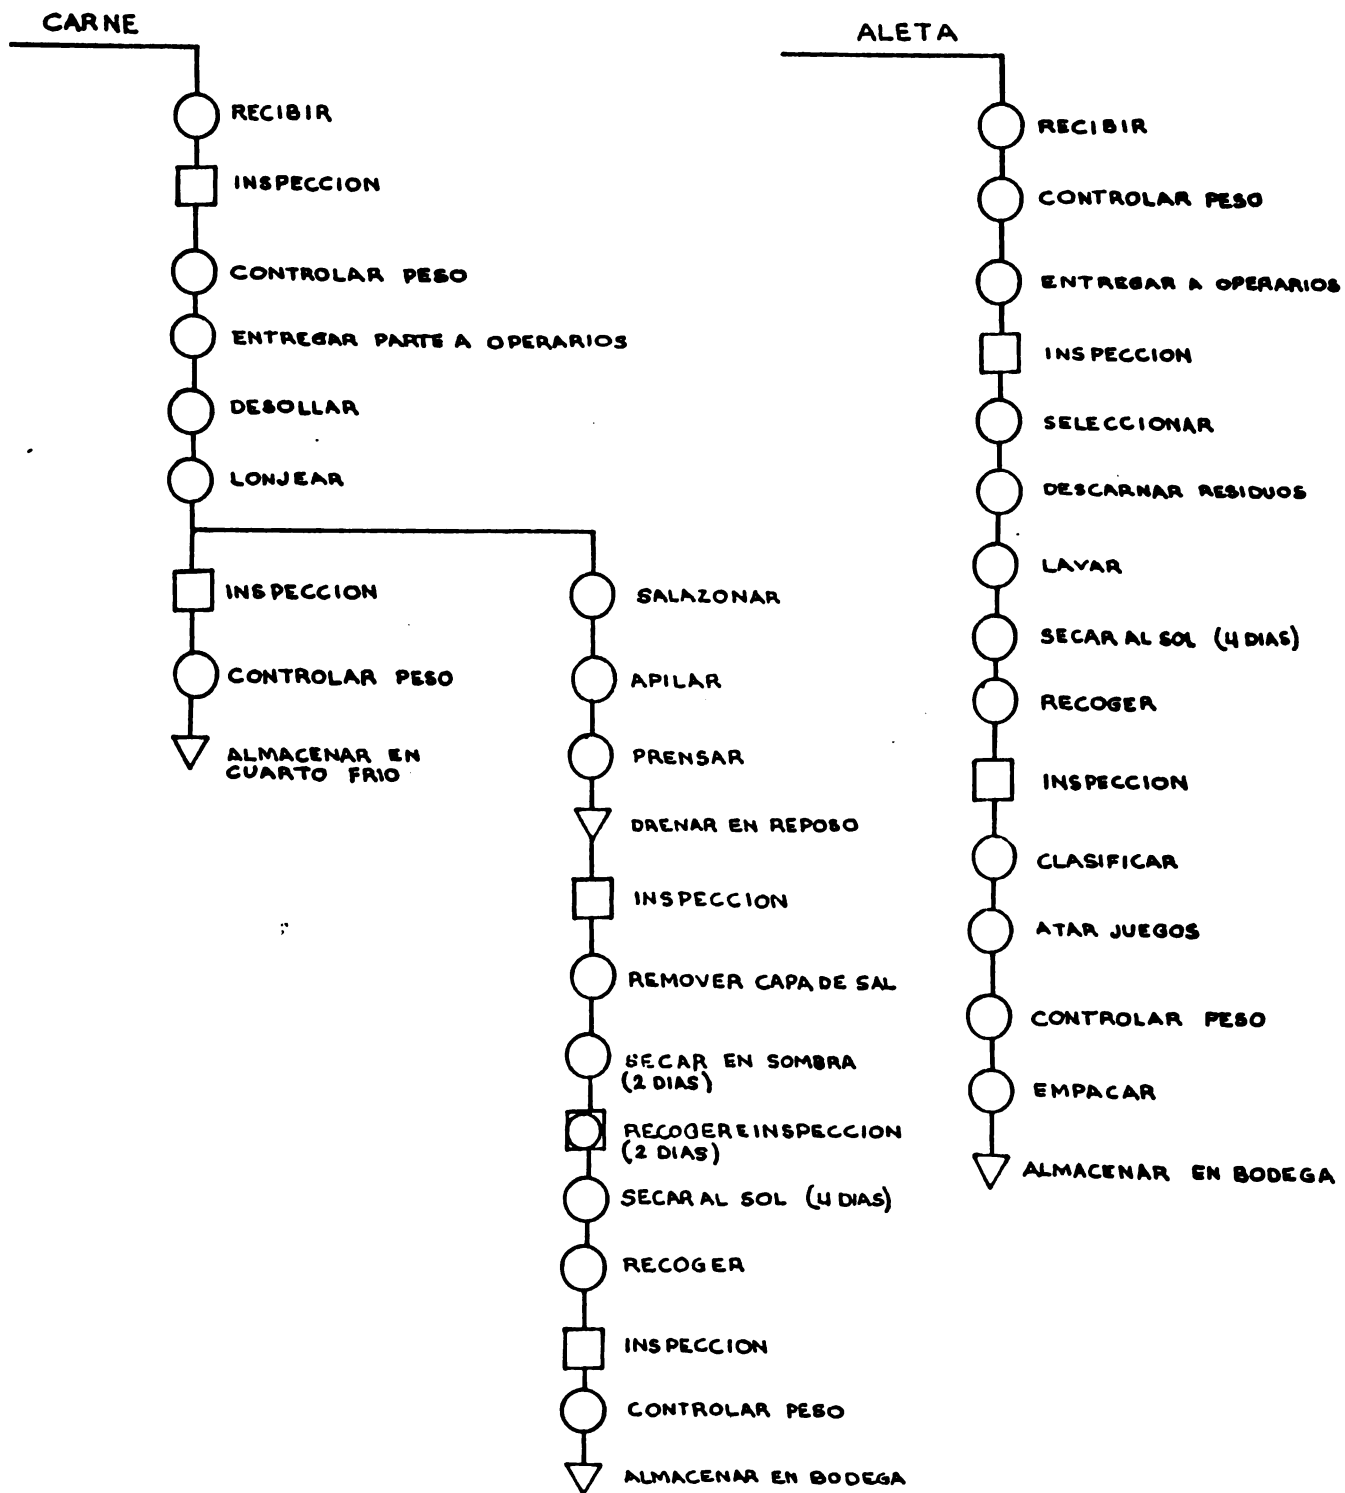 CARNE
RECIBIR
INSPECCION
CONTROLAR PESO
ENTREGAR PARTE A OPERARIOS
DESOLLAR
LONJEAR
INSPECCION
CONTROLAR PESO
ALMACENAR EN
CUARTO FRIO
SALAZONAR
APILAR
PRENSAR
DRENAR EN REPOSO
INSPECCION
REMOVER CAPA DE SAL
SECAR EN SOMBRA
(2 DIAS)
RECOGER E INSPECCION
(2 DIAS)
SECAR AL SOL (4 DIAS)
RECOGER
INSPECCION
CONTROLAR PESO
ALMACENAR EN BODEGA
ALETA
RECIBIR
CONTROLAR PESO
ENTREGAR A OPERARIOS
INSPECCION
SELECCIONAR
DESCARNAR RESIDUOS
LAVAR
SECAR AL SOL (4 DIAS)
RECOGER
INSPECCION
CLASIFICAR
ATAR JUEGOS
CONTROLAR PESO
EMPACAR
ALMACENAR EN BODEGA